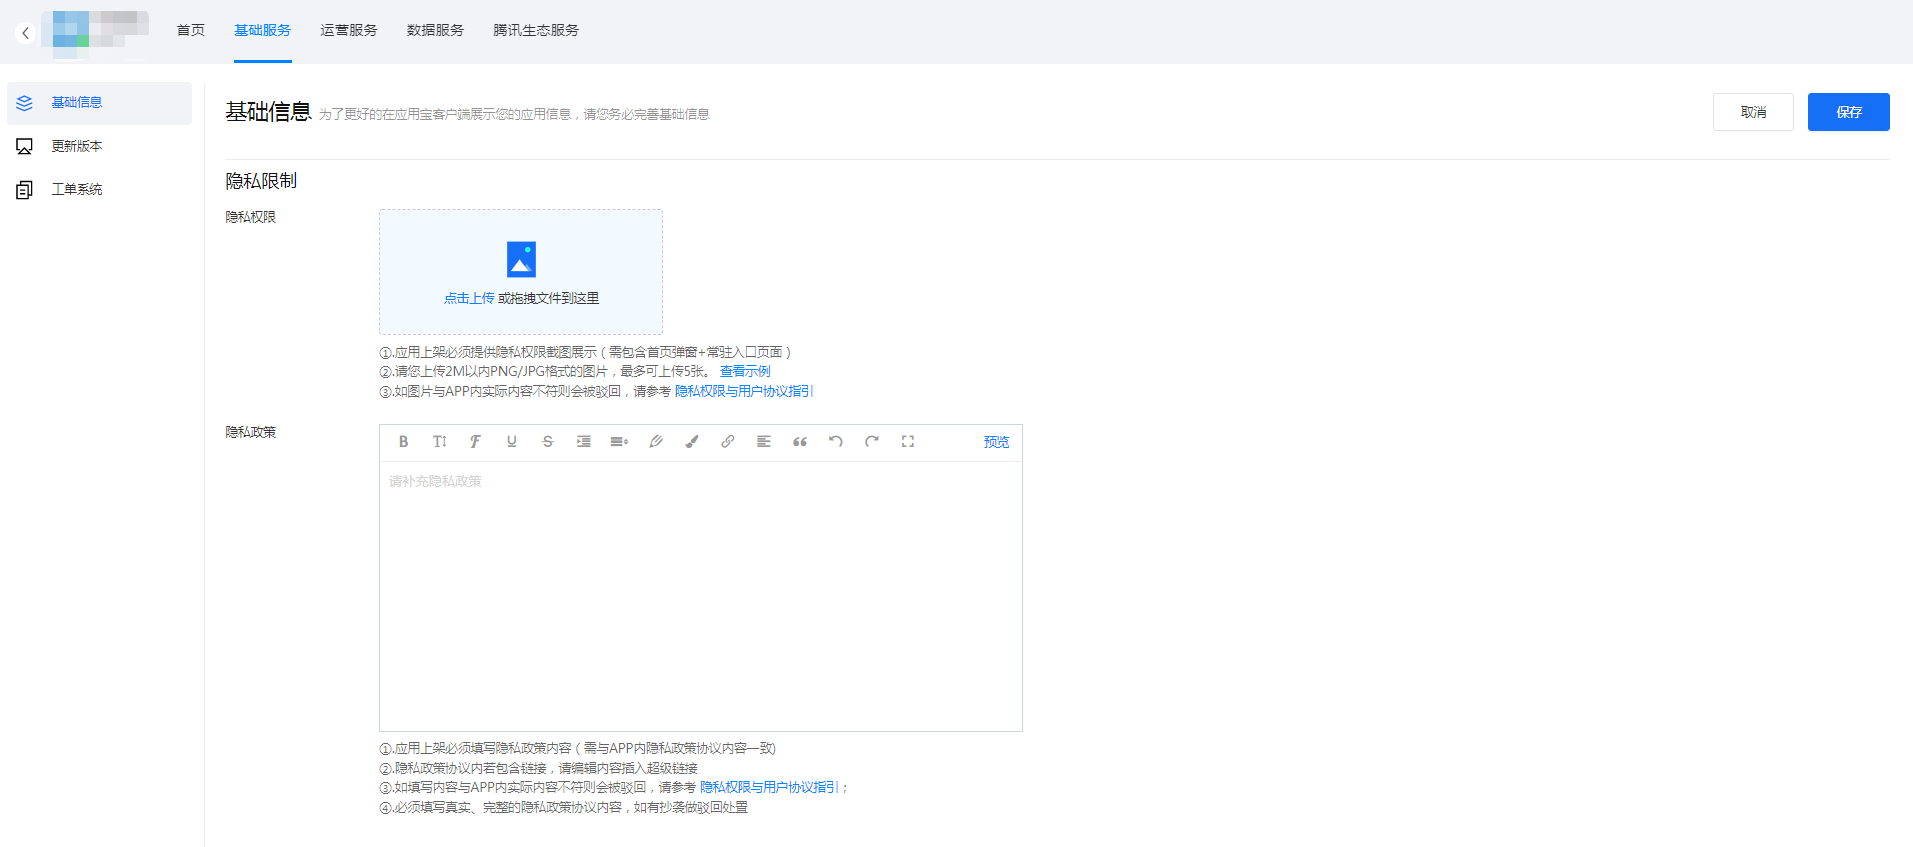 首页 基础服务 运营服务 数据服务 腾讯生态服务
基础信息
更新版本
工单系统
基础信息 为了更好的在应用宝客户端展示您的应用信息，请您务必完善基础信息
取消 保存
隐私限制
隐私权限
点击上传 或拖拽文件到这里
①.应用上架必须提供隐私权限截图展示（需包含首页弹窗+常驻入口页面）
②.请您上传2M以内PNG/JPG格式的图片，最多可上传5张。 查看示例
③.如图片与APP内实际内容不符则会被驳回，请参考 隐私权限与用户协议指引
隐私政策
预览
请补充隐私政策
①.应用上架必须填写隐私政策内容（需与APP内隐私政策协议内容一致)
②.隐私政策协议内若包含链接，请编辑内容插入超级链接
③.如填写内容与APP内实际内容不符则会被驳回，请参考 隐私权限与用户协议指引；
④.必须填写真实、完整的隐私政策协议内容，如有抄袭做驳回处置